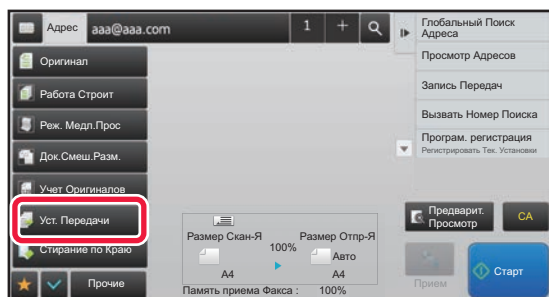 Адрес
aaa@aaa.com
1
+
Глобальный Поиск
Адреса
Просмотр Адресов
Запись Передач
Вызвать Номер Поиска
Програм. регистрация
Регистрировать Тек. Установки
Оригинал
Работа Строит
Реж. Медл.Прос
Док.Смеш.Разм.
Учет Оригиналов
Уст. Передачи
Стирание по Краю
Прочие
Размер Скан-Я
100%
Размер Отпр-Я
Авто
A4
A4
Память приема Факса :
100%
Предварит.
Просмотр
CA
Прием
Старт